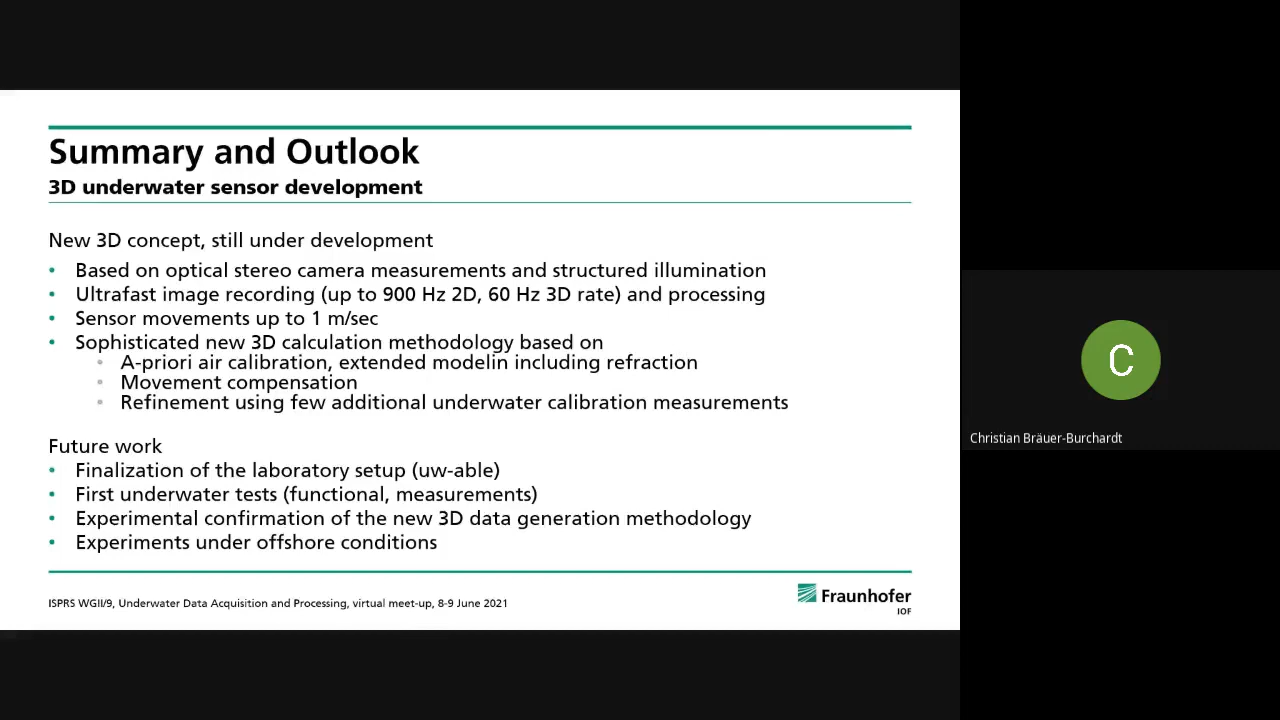 Summary and Outlook
3D underwater sensor development
New 3D concept, still under development
• Based on optical stereo camera measurements and structured illumination
• Ultrafast image recording (up to 900 Hz 2D, 60 Hz 3D rate) and processing
• Sensor movements up to 1 m/sec
• Sophisticated new 3D calculation methodology based on
• A-priori air calibration, extended modelin including refraction
• Movement compensation
• Refinement using few additional underwater calibration measurements
Future work
• Finalization of the laboratory setup (uw-able)
• First underwater tests (functional, measurements)
• Experimental confirmation of the new 3D data generation methodology
• Experiments under offshore conditions
ISPRS WGII/9, Underwater Data Acquisition and Processing, virtual meet-up, 8-9 June 2021
Fraunhofer
IOF
C
Christian Bräuer-Burchardt